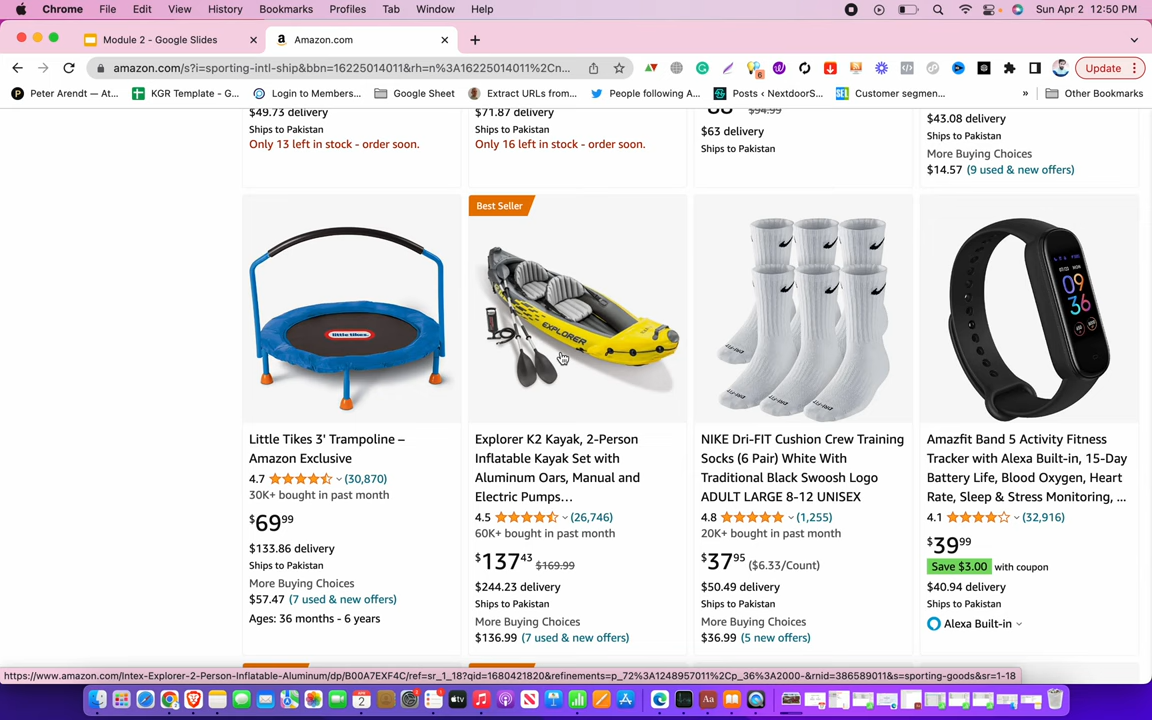 Chrome File Edit View History Bookmarks Profiles Tab Window Help Sun Apr 2 12:50 PM
Module 2 - Google Slides
Amazon.com
amazon.com/s?i=sporting-intl-ship&bbn=16225014011&rh=n%3A16225014011%2Cn...
6
Update
Peter Arendt — At...
KGR Template - G...
Login to Members...
Google Sheet
Extract URLs from...
Twitter People following A...
Posts ‹ NextdoorS...
SEJ Customer segmen...
»
Other Bookmarks
$49.73 delivery
Ships to Pakistan
Only 13 left in stock - order soon.
$71.87 delivery
Ships to Pakistan
Only 16 left in stock - order soon.
$94.99
$63 delivery
Ships to Pakistan
$43.08 delivery
Ships to Pakistan
More Buying Choices
$14.57 (9 used & new offers)
little tikes
Little Tikes 3' Trampoline –
Amazon Exclusive
4.7 (30,870)
30K+ bought in past month
$69.99
$133.86 delivery
Ships to Pakistan
More Buying Choices
$57.47 (7 used & new offers)
Ages: 36 months - 6 years
Best Seller
EXPLORER
Explorer K2 Kayak, 2-Person
Inflatable Kayak Set with
Aluminum Oars, Manual and
Electric Pumps...
4.5 (26,746)
60K+ bought in past month
$137.43 $169.99
$244.23 delivery
Ships to Pakistan
More Buying Choices
$136.99 (7 used & new offers)
NIKE Dri-FIT Cushion Crew Training
Socks (6 Pair) White With
Traditional Black Swoosh Logo
ADULT LARGE 8-12 UNISEX
4.8 (1,255)
20K+ bought in past month
$37.95 ($6.33/Count)
$50.49 delivery
Ships to Pakistan
More Buying Choices
$36.99 (5 new offers)
09
36
Amazfit Band 5 Activity Fitness
Tracker with Alexa Built-in, 15-Day
Battery Life, Blood Oxygen, Heart
Rate, Sleep & Stress Monitoring, ...
4.1 (32,916)
$39.99
Save $3.00 with coupon
$40.94 delivery
Ships to Pakistan
Alexa Built-in
https://www.amazon.com/Intex-Explorer-2-Person-Inflatable-Aluminum/dp/B00A7EXF4C/ref=sr_1_18?qid=1680421820&refinements=p_72%3A1248957011%2Cp_36%3A2000-&rnid=386589011&s=sporting-goods&sr=1-18